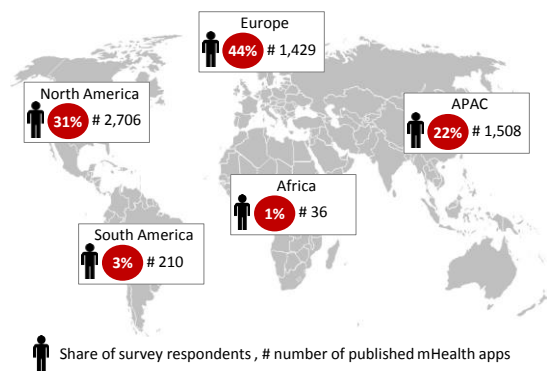 Europe
44% # 1,429
North America
31% # 2,706
APAC
22% # 1,508
Africa
1% # 36
South America
3% # 210
Share of survey respondents , # number of published mHealth apps